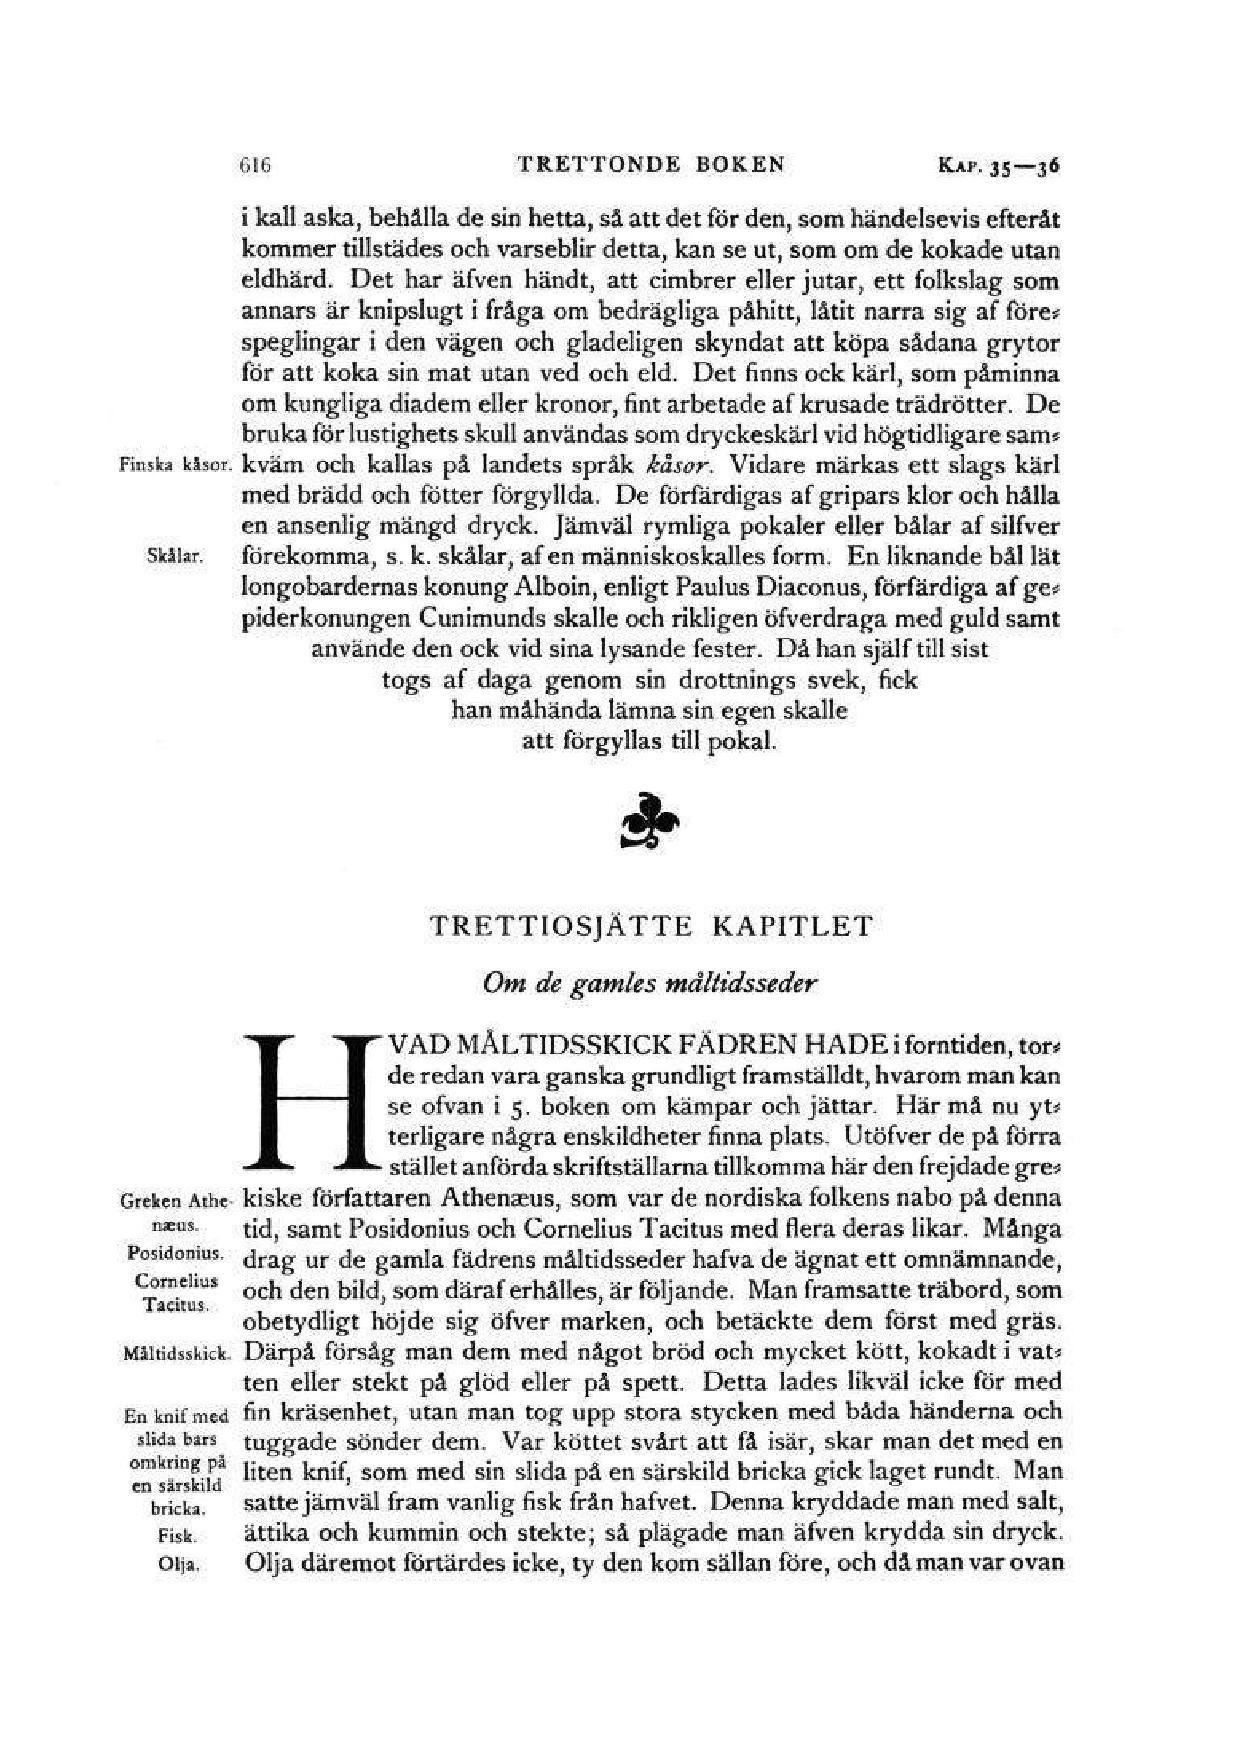 616 TRETTONDE BOKEN KAP. 35—36
i kall aska, behålla de sin hetta, så att det för den, som händelsevis efteråt
kommer tillstädes och varseblir detta, kan se ut, som om de kokade utan
eldhärd. Det har äfven händt, att cimbrer eller jutar, ett folkslag som
annars är knipslugt i fråga om bedrägliga påhitt, låtit narra sig af före-
speglingar i den vägen och gladeligen skyndat att köpa sådana grytor
för att koka sin mat utan ved och eld. Det finns ock kärl, som påminna
om kungliga diadem eller kronor, fint arbetade af krusade trädrötter. De
bruka för lustighets skull användas som dryckeskärl vid högtidligare sam-
Finska kåsor. kväm och kallas på landets språk kåsor. Vidare märkas ett slags kärl
med brädd och fötter förgyllda. De förfärdigas af gripars klor och hålla
en ansenlig mängd dryck. Jämväl rymliga pokaler eller bålar af silfver
Skålar. förekomma, s. k. skålar, af en människoskalles form. En liknande bål lät
longobardernas konung Alboin, enligt Paulus Diaconus, förfärdiga af ge-
piderkonungen Cunimunds skalle och rikligen öfverdraga med guld samt
använde den ock vid sina lysande fester. Då han själf till sist
togs af daga genom sin drottnings svek, fick
han måhända lämna sin egen skalle
att förgyllas till pokal.
TRETTIOSJÄTTE KAPITLET
Om de gamles måltidsseder
HVAD MÅLTIDSSKICK FÄDREN HADE i forntiden, tor-
de redan vara ganska grundligt framställdt, hvarom man kan
se ofvan i 5. boken om kämpar och jättar. Här må nu yt-
terligare några enskildheter finna plats. Utöfver de på förra
stället anförda skriftställarna tillkomma här den frejdade gre-
Greken Athe- kiske författaren Athenæus, som var de nordiska folkens nabo på denna
næus. tid, samt Posidonius och Cornelius Tacitus med flera deras likar. Många
Posidonius. drag ur de gamla fädrens måltidsseder hafva de ägnat ett omnämnande,
Cornelius och den bild, som däraf erhålles, är följande. Man framsatte träbord, som
Tacitus. obetydligt höjde sig öfver marken, och betäckte dem först med gräs.
Måltidsskick. Därpå försåg man dem med något bröd och mycket kött, kokadt i vat-
ten eller stekt på glöd eller på spett. Detta lades likväl icke för med
En knif med fin kräsenhet, utan man tog upp stora stycken med båda händerna och
slida bars tuggade sönder dem. Var köttet svårt att få isär, skar man det med en
omkring på liten knif, som med sin slida på en särskild bricka gick laget rundt. Man
en särskild
bricka. satte jämväl fram vanlig fisk från hafvet. Denna kryddade man med salt,
Fisk. ättika och kummin och stekte; så plägade man äfven krydda sin dryck.
Olja. Olja däremot förtärdes icke, ty den kom sällan före, och då man var ovan